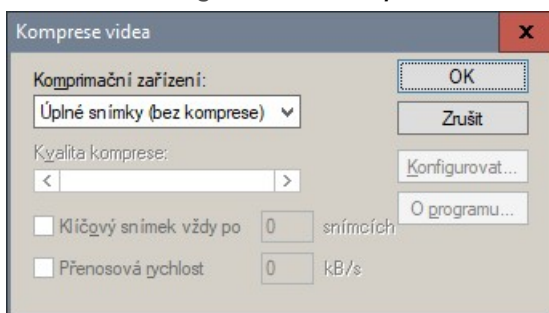 Komprese videa
Komprimační zařízení:
Úplné snímky (bez komprese)
Kvalita komprese:
Klíčový snímek vždy po 0 snímcích
Přenosová rychlost 0 kB/s
OK
Zrušit
Konfigurovat...
O programu...